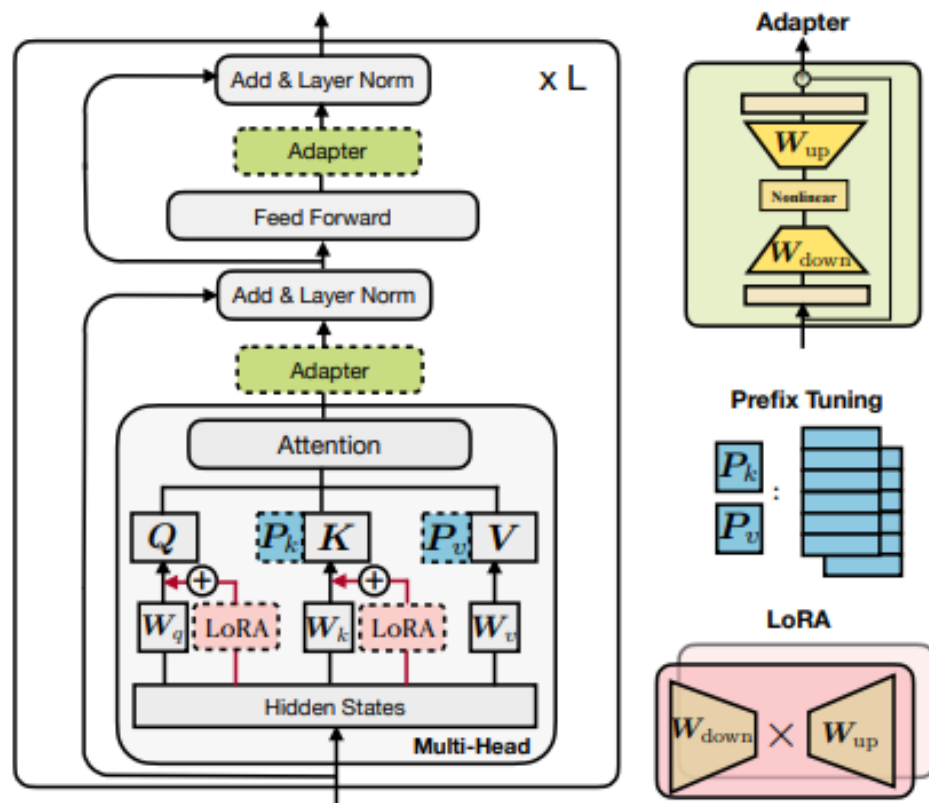 Add & Layer Norm
x L
Adapter
Feed Forward
Add & Layer Norm
Adapter
Attention
Q
P_k K
P_v V
+
+
W_q
LoRA
W_k
LoRA
W_v
Hidden States
Multi-Head
Adapter
W_up
Nonlinear
W_down
Prefix Tuning
P_k
:
P_v
LoRA
W_down × W_up